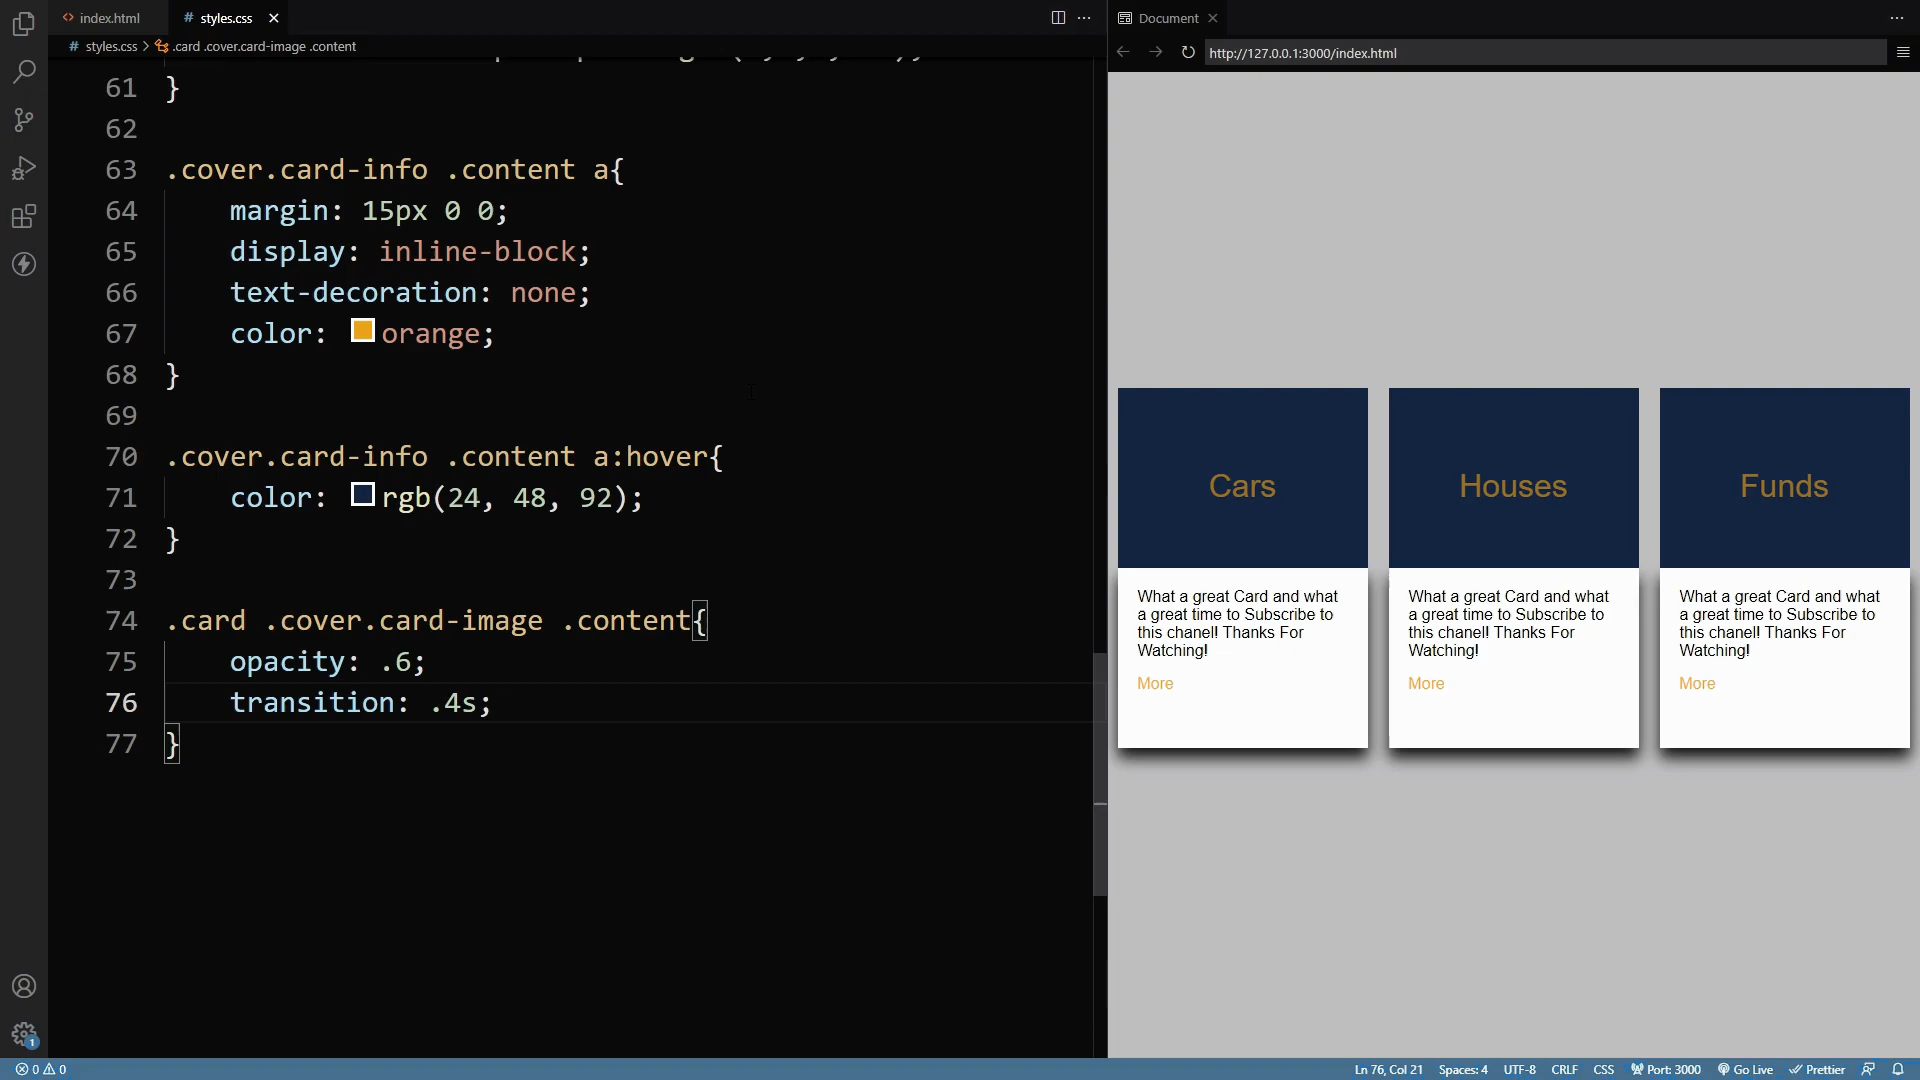 index.html
styles.css
Document
styles.css > .card .cover.card-image .content
http://127.0.0.1:3000/index.html
61 }
62
63 .cover.card-info .content a{
64 margin: 15px 0 0;
65 display: inline-block;
66 text-decoration: none;
67 color: orange;
68 }
69
70 .cover.card-info .content a:hover{
71 color: rgb(24, 48, 92);
72 }
73
74 .card .cover.card-image .content{
75 opacity: .6;
76 transition: .4s;
77 }
Cars
What a great Card and what
a great time to Subscribe to
this chanel! Thanks For
Watching!
More
Houses
What a great Card and what
a great time to Subscribe to
this chanel! Thanks For
Watching!
More
Funds
What a great Card and what
a great time to Subscribe to
this chanel! Thanks For
Watching!
More
1
0 0 Ln 76, Col 21 Spaces: 4 UTF-8 CRLF CSS Port: 3000 Go Live Prettier